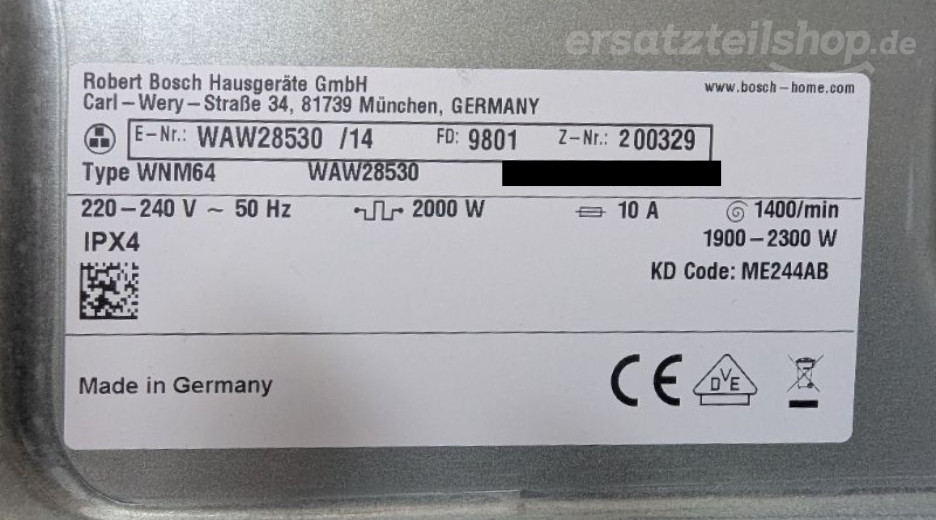 ersatzteilshop.de
Robert Bosch Hausgeräte GmbH
www.bosch-home.com
Carl-Wery-Straße 34, 81739 München, GERMANY
E-Nr.: WAW28530 /14 FD: 9801 Z-Nr.: 200329
Type WNM64 WAW28530
220-240 V ~ 50 Hz 2000 W 10 A 1400/min
IPX4 1900-2300 W
KD Code: ME244AB
Made in Germany CE DVE